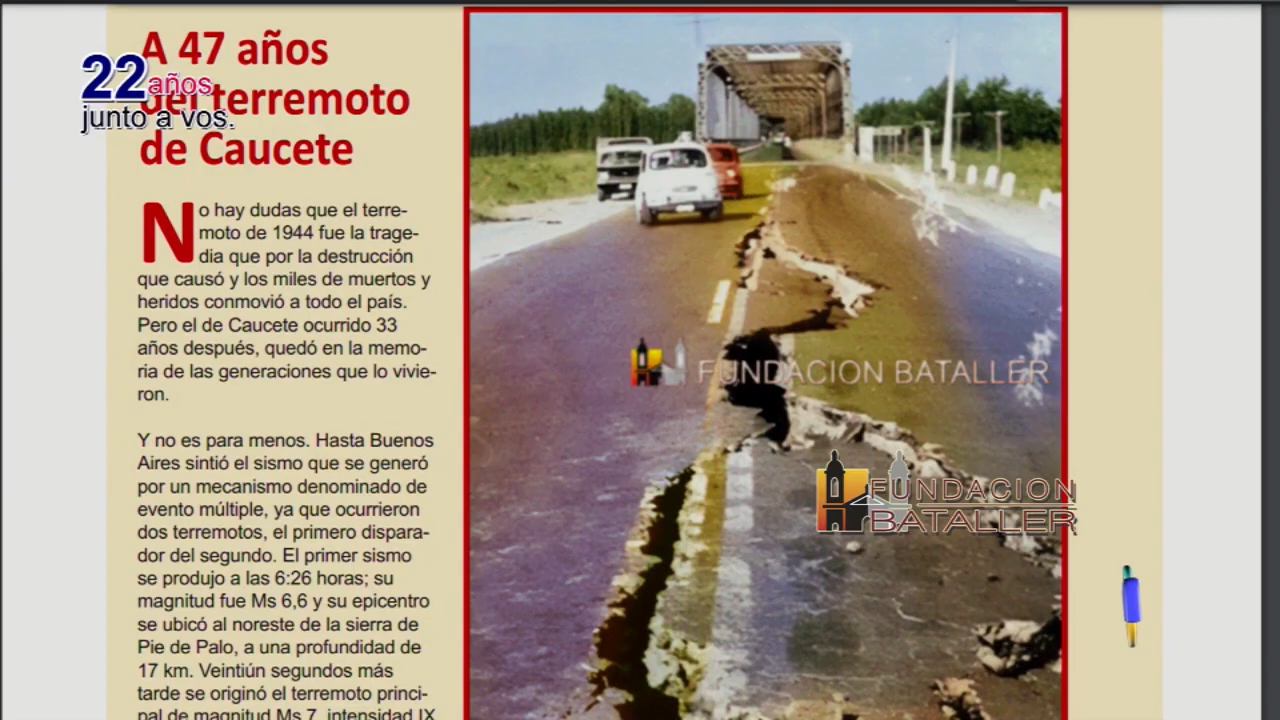 A 47 años
del terremoto
de Caucete
22 años
junto a vos.
No hay dudas que el terre-
moto de 1944 fue la trage-
dia que por la destrucción
que causó y los miles de muertos y
heridos conmovió a todo el país.
Pero el de Caucete ocurrido 33
años después, quedó en la memo-
ria de las generaciones que lo vivie-
ron.
Y no es para menos. Hasta Buenos
Aires sintió el sismo que se generó
por un mecanismo denominado de
evento múltiple, ya que ocurrieron
dos terremotos, el primero dispara-
dor del segundo. El primer sismo
se produjo a las 6:26 horas; su
magnitud fue Ms 6,6 y su epicentro
se ubicó al noreste de la sierra de
Pie de Palo, a una profundidad de
17 km. Veintiún segundos más
tarde se originó el terremoto princi-
pal de magnitud Ms 7, intensidad IX
FUNDACION BATALLER
FUNDACION
BATALLER